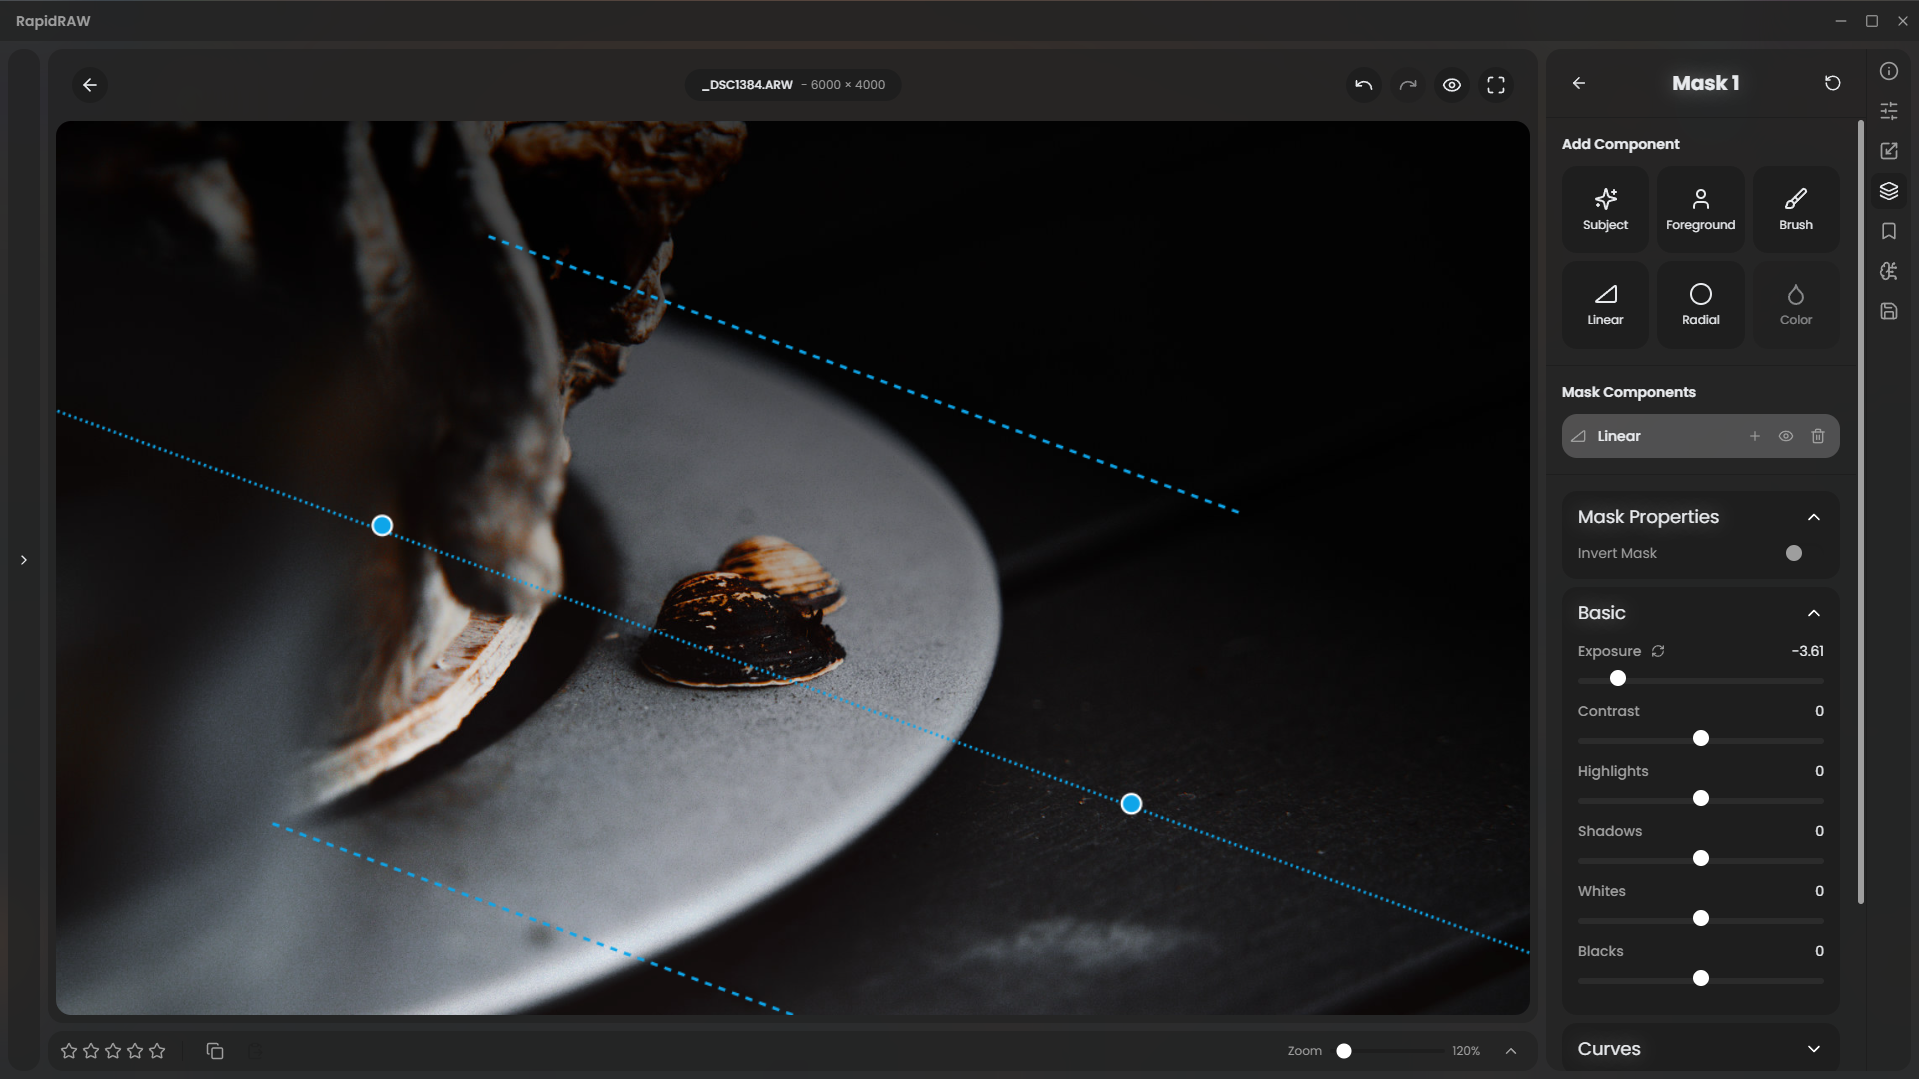 RapidRAW
_DSC1384.ARW - 6000 × 4000
Mask 1
Add Component
Subject
Foreground
Brush
Linear
Radial
Color
Mask Components
Linear
Mask Properties
Invert Mask
Basic
Exposure -3.61
Contrast 0
Highlights 0
Shadows 0
Whites 0
Blacks 0
Curves
Zoom 120%